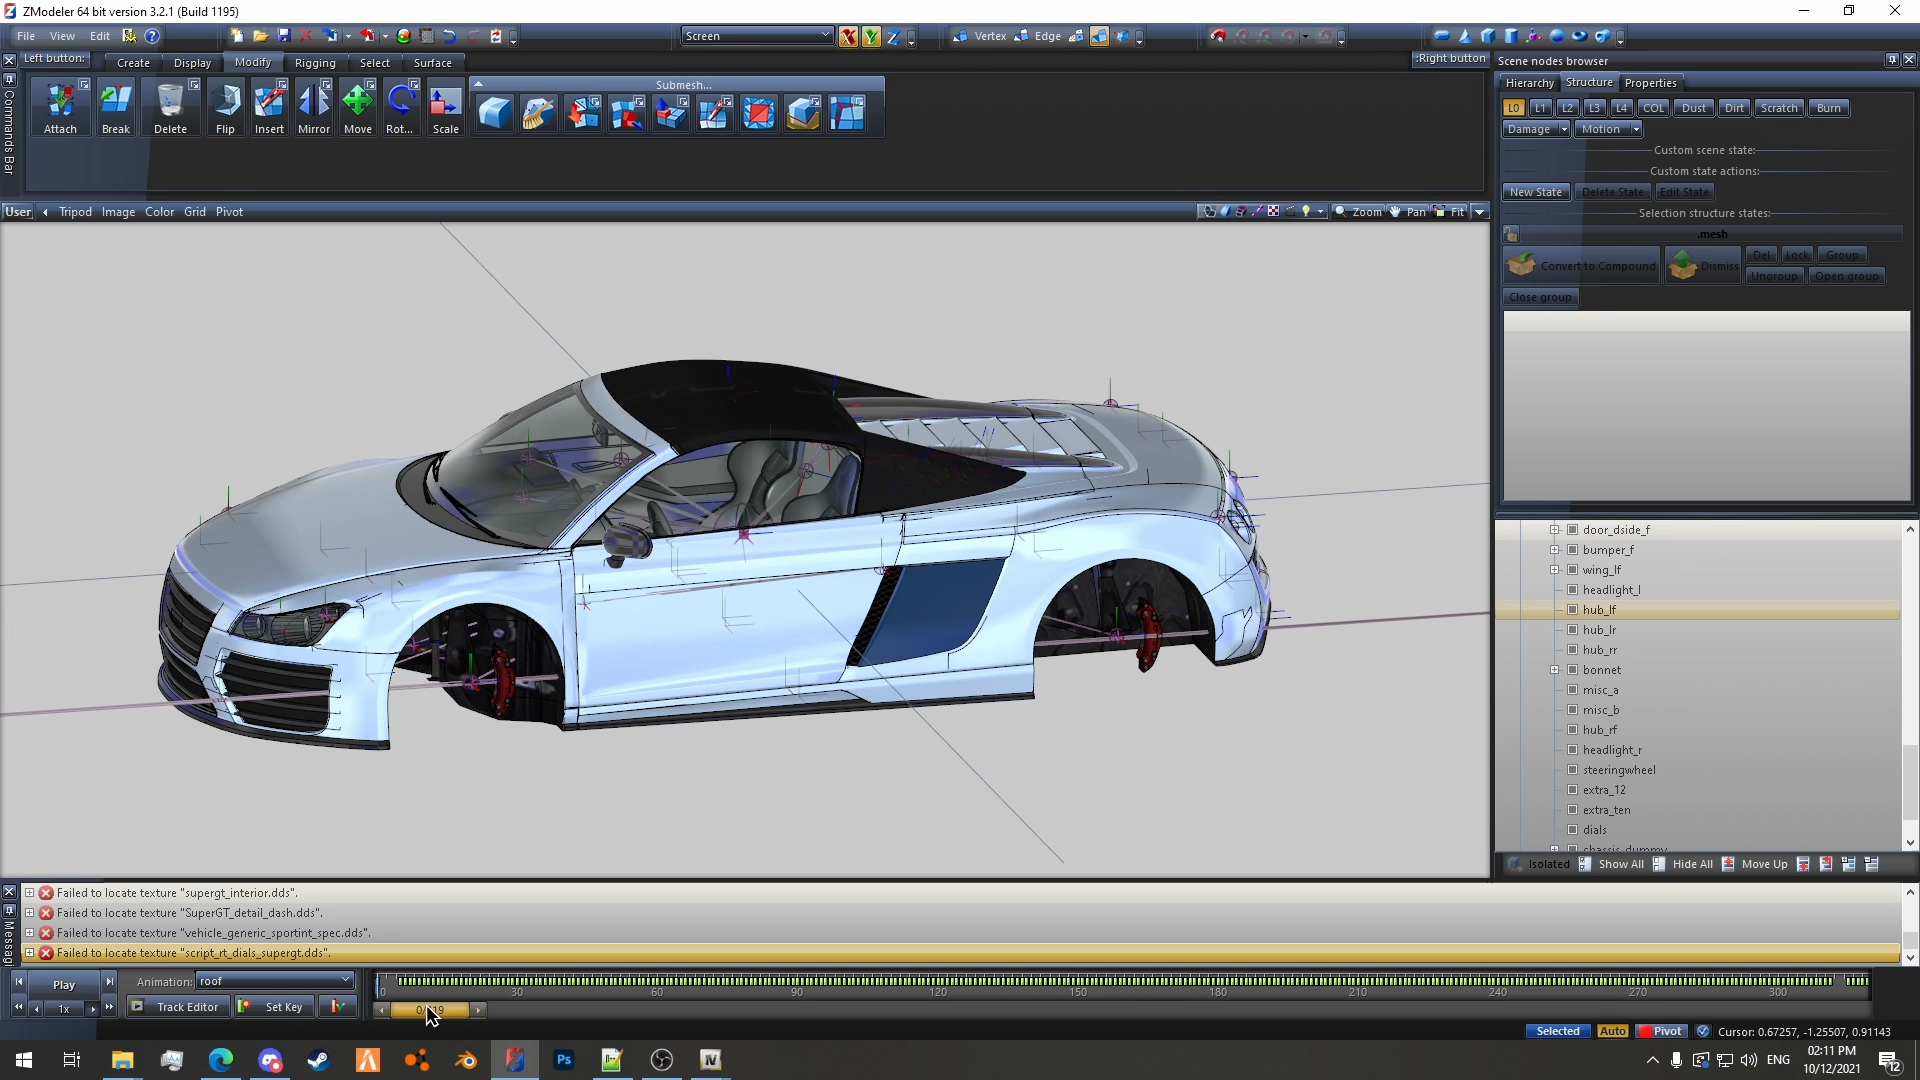 ZModeler 64 bit version 3.2.1 (Build 1195)
File View Edit
Screen
Vertex Edge
Left button:
Create Display Modify Rigging Select Surface
:Right button
Attach Break Delete Flip Insert Mirror Move Rot... Scale
Submesh...
Commands Bar
User Tripod Image Color Grid Pivot
Zoom Pan Fit
Scene nodes browser
Hierarchy Structure Properties
L0 L1 L2 L3 L4 COL Dust Dirt Scratch Burn
Damage Motion
Custom scene state:
Custom state actions:
New State Delete State Edit State
Selection structure states:
.mesh
Convert to Compound Dismiss Del Lock Group
Ungroup Open group
Close group
door_dside_f
bumper_f
wing_lf
headlight_l
hub_lf
hub_lr
hub_rr
bonnet
misc_a
misc_b
hub_rf
headlight_r
steeringwheel
extra_12
extra_ten
dials
chassis_dummy
Isolated Show All Hide All Move Up
Messag
Failed to locate texture "supergt_interior.dds".
Failed to locate texture "SuperGT_detail_dash.dds".
Failed to locate texture "vehicle_generic_sportint_spec.dds".
Failed to locate texture "script_rt_dials_supergt.dds".
Play Animation: roof
1x Track Editor Set Key
0 30 60 90 120 150 180 210 240 270 300
Selected Auto Pivot Cursor: 0.67257, -1.25507, 0.91143
Ps IV
ENG
02:11 PM
10/12/2021
12